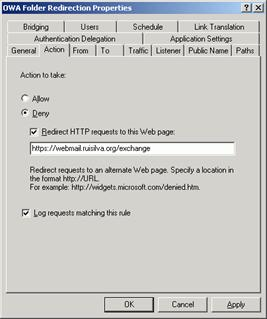 OWA Folder Redirection Properties
Bridging Users Schedule Link Translation
Authentication Delegation Application Settings
General Action From To Traffic Listener Public Name Paths
Action to take:
Allow
Deny
Redirect HTTP requests to this Web page:
https://webmail.ruisilva.org/exchange
Redirect requests to an alternate Web page. Specify a location
in the format http://URL.
For example: http://widgets.microsoft.com/denied.htm.
Log requests matching this rule
OK Cancel Apply